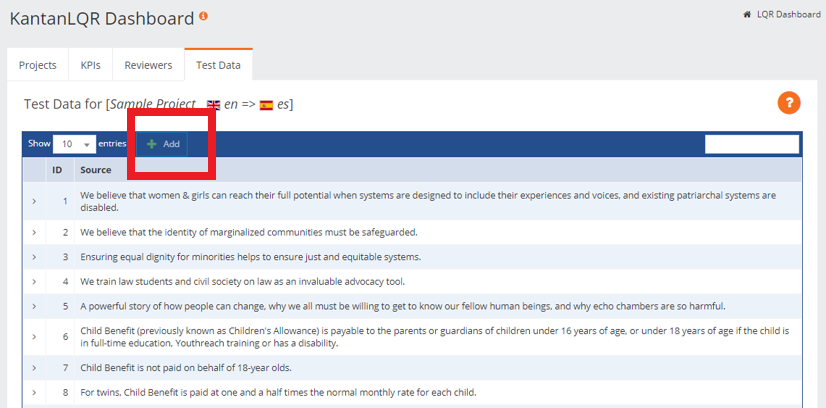 KantanLQR Dashboard
LQR Dashboard
Projects KPIs Reviewers Test Data
Test Data for [Sample Project en => es]
?
Show 10 entries + Add
ID Source
> 1 We believe that women & girls can reach their full potential when systems are designed to include their experiences and voices, and existing patriarchal systems are
disabled.
> 2 We believe that the identity of marginalized communities must be safeguarded.
> 3 Ensuring equal dignity for minorities helps to ensure just and equitable systems.
> 4 We train law students and civil society on law as an invaluable advocacy tool.
> 5 A powerful story of how people can change, why we all must be willing to get to know our fellow human beings, and why echo chambers are so harmful.
> 6 Child Benefit (previously known as Children's Allowance) is payable to the parents or guardians of children under 16 years of age, or under 18 years of age if the child is
in full-time education, Youthreach training or has a disability.
> 7 Child Benefit is not paid on behalf of 18-year olds.
> 8 For twins, Child Benefit is paid at one and a half times the normal monthly rate for each child.